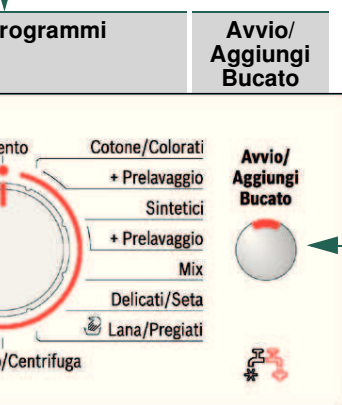 rogrammi
Avvio/
Aggiungi
Bucato
ento
Cotone/Colorati
+ Prelavaggio
Sintetici
+ Prelavaggio
Mix
Delicati/Seta
Lana/Pregiati
o/Centrifuga
Avvio/
Aggiungi
Bucato